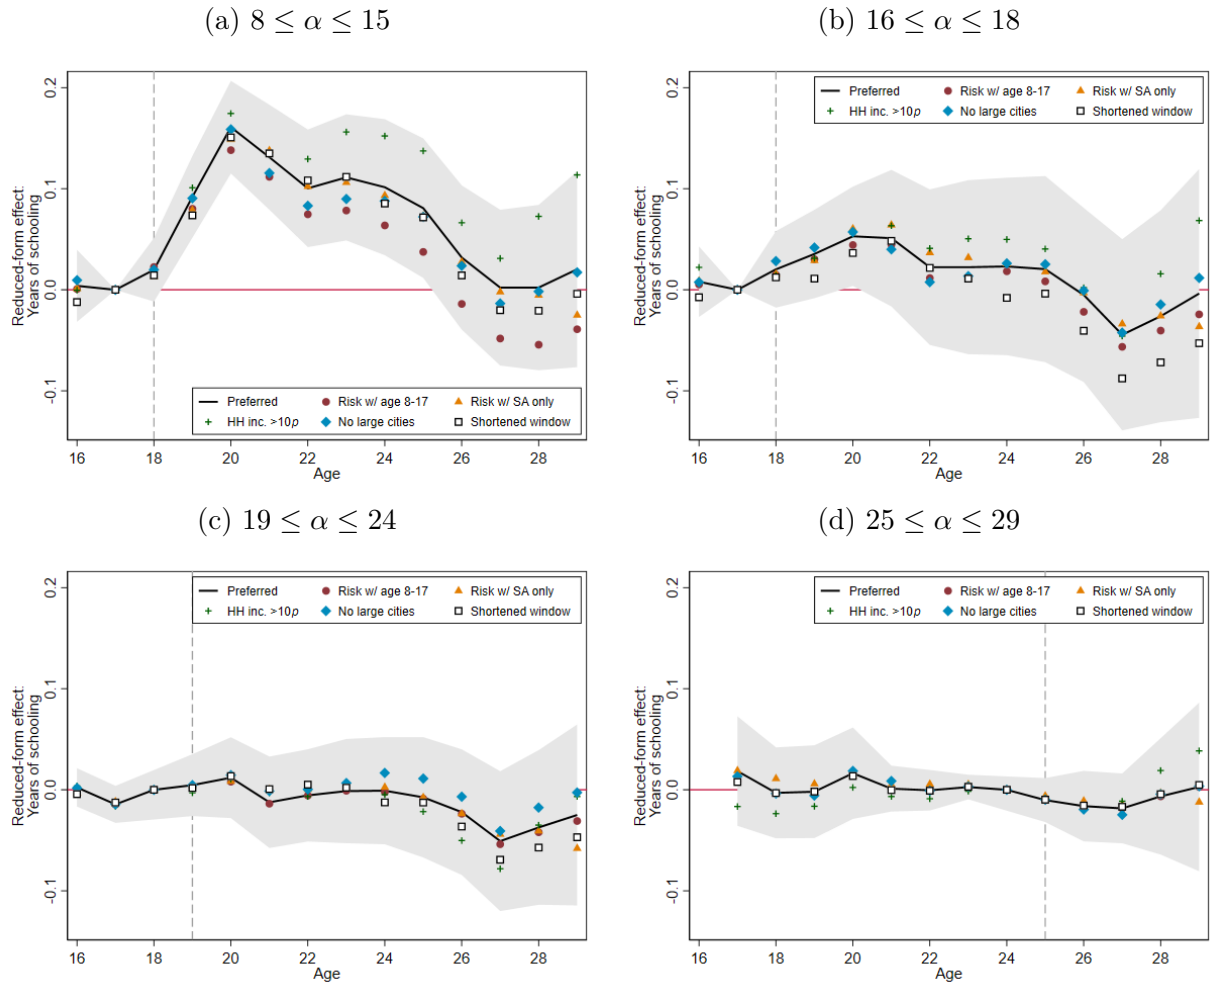 (a) 8 ≤ α ≤ 15
Reduced-form effect:
Years of schooling
0.2
0.1
0.0
-0.1
Preferred
Risk w/ age 8-17
Risk w/ SA only
HH inc. >10p
No large cities
Shortened window
16 18 20 22 24 26 28
Age
(b) 16 ≤ α ≤ 18
Reduced-form effect:
Years of schooling
0.2
0.1
0.0
-0.1
Preferred
Risk w/ age 8-17
Risk w/ SA only
HH inc. >10p
No large cities
Shortened window
16 18 20 22 24 26 28
Age
(c) 19 ≤ α ≤ 24
Reduced-form effect:
Years of schooling
0.2
0.1
0.0
-0.1
Preferred
Risk w/ age 8-17
Risk w/ SA only
HH inc. >10p
No large cities
Shortened window
16 18 20 22 24 26 28
Age
(d) 25 ≤ α ≤ 29
Reduced-form effect:
Years of schooling
0.2
0.1
0.0
-0.1
Preferred
Risk w/ age 8-17
Risk w/ SA only
HH inc. >10p
No large cities
Shortened window
16 18 20 22 24 26 28
Age